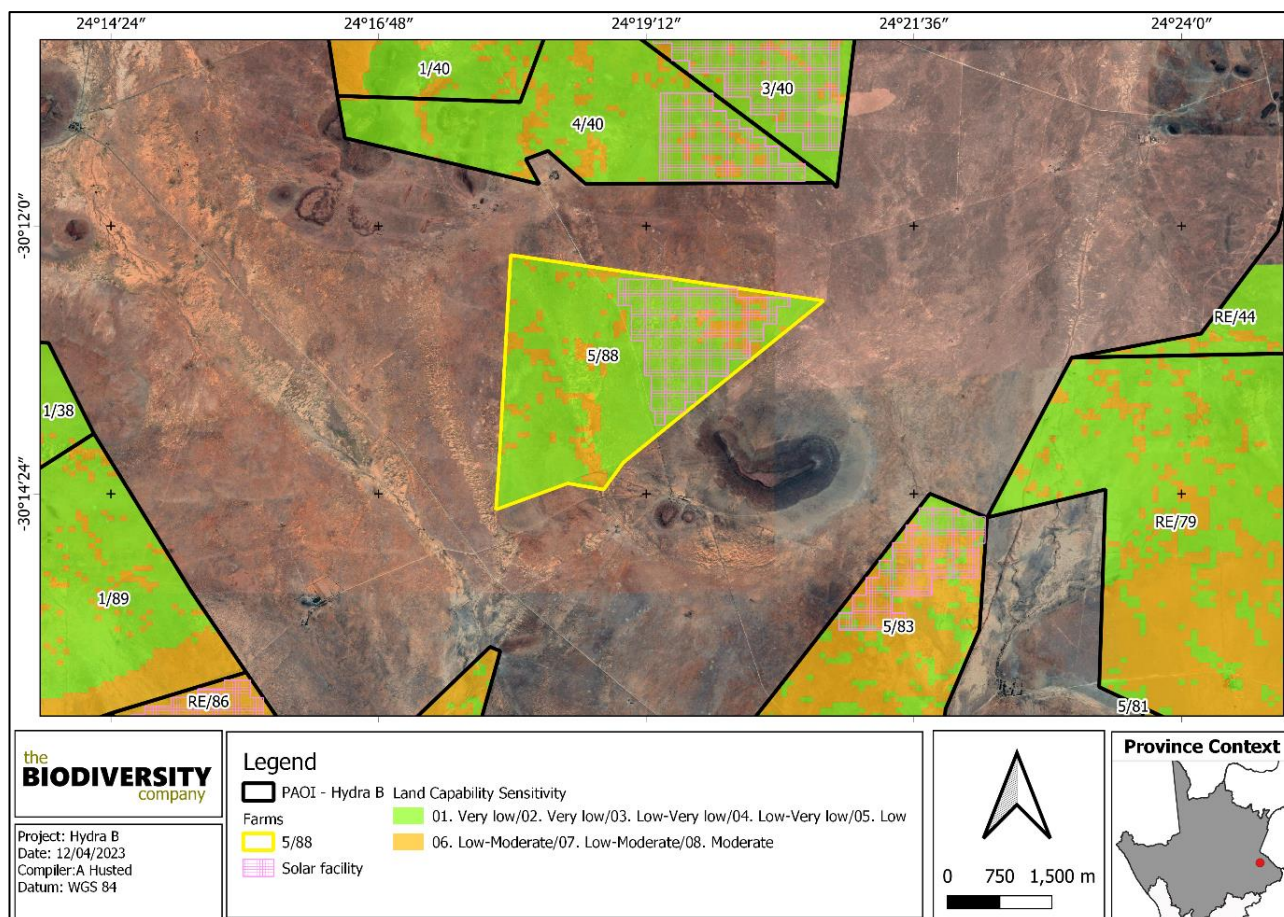 24°14′24″ 24°16′48″ 24°19′12″ 24°21′36″ 24°24′0″
1/40
3/40
4/40
-30°12′0″
RE/44
5/88
1/38
-30°14′24″
RE/79
1/89
5/83
RE/86
5/81
the
BIODIVERSITY
company
Project: Hydra B
Date: 12/04/2023
Compiler:A Husted
Datum: WGS 84
Legend
PAOI - Hydra B
Farms
5/88
Solar facility
Land Capability Sensitivity
01. Very low/02. Very low/03. Low-Very low/04. Low-Very low/05. Low
06. Low-Moderate/07. Low-Moderate/08. Moderate
0 750 1,500 m
Province Context